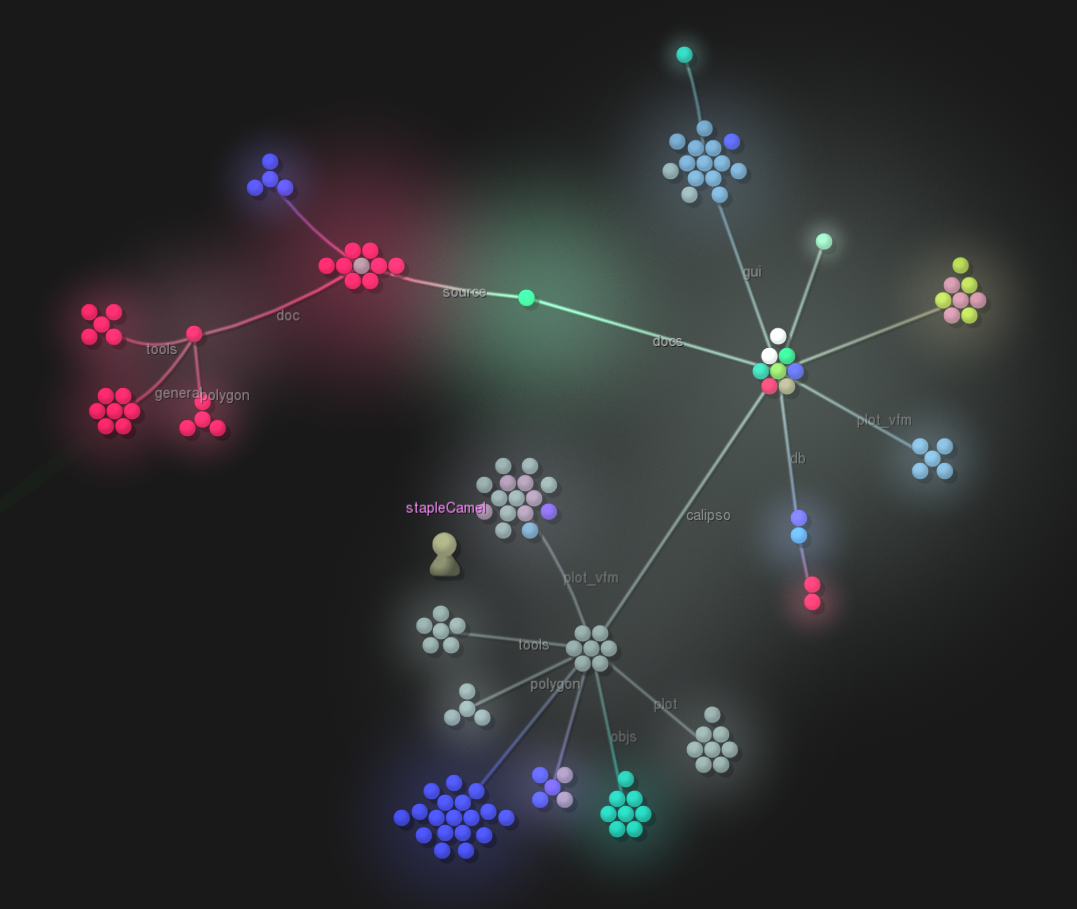 gui
source
doc
docs
tools
general
polygon
plot_vfm
db
stapleCamel
calipso
plot_vfm
tools
polygon
plot
objs